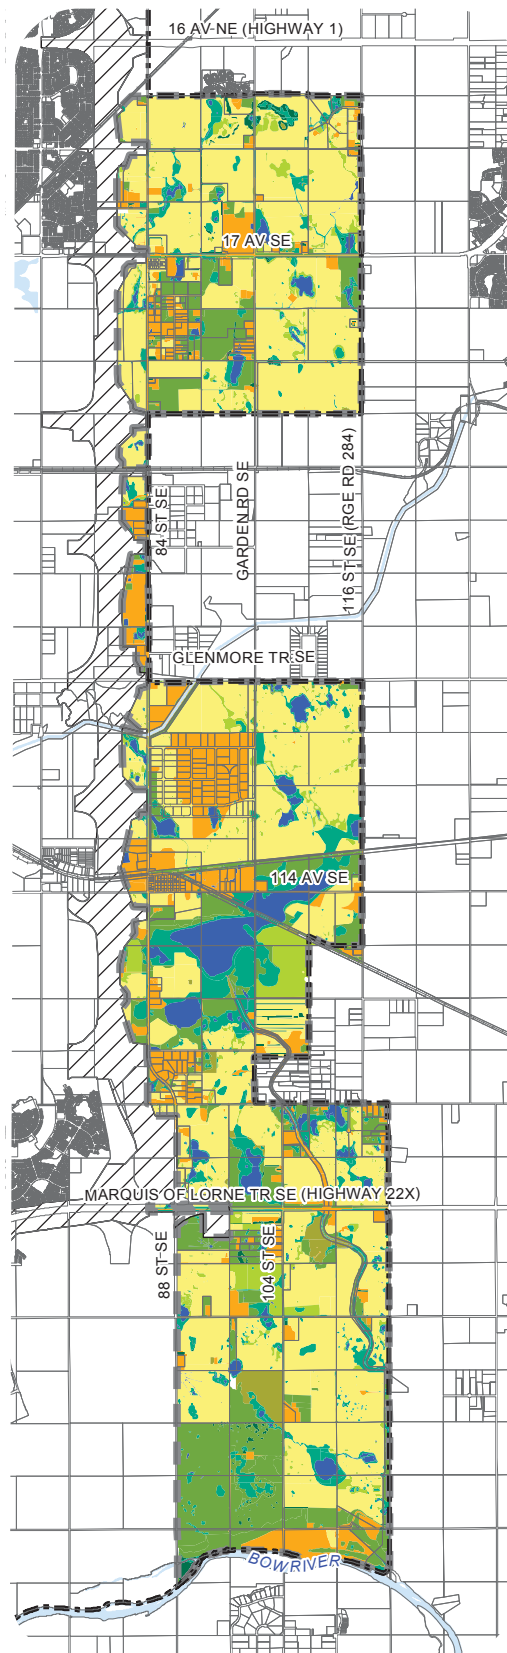 16 AV NE (HIGHWAY 1)
17 AV SE
84 ST SE
GARDEN RD SE
116 ST SE (RGE RD 284)
GLENMORE TR SE
114 AV SE
MARQUIS OF LORNE TR SE (HIGHWAY 22X)
88 ST SE
104 ST SE
BOW RIVER